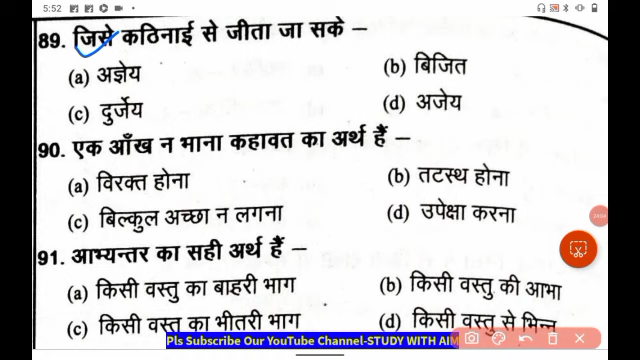 5:52
89. जिसे कठिनाई से जीता जा सके –
(a) अज्ञेय (b) बिजित
(c) दुर्जेय (d) अजेय
90. एक आँख न भाना कहावत का अर्थ हैं –
(a) विरक्त होना (b) तटस्थ होना
(c) बिल्कुल अच्छा न लगना (d) उपेक्षा करना
91. आभ्यन्तर का सही अर्थ हैं –
(a) किसी वस्तु का बाहरी भाग (b) किसी वस्तु की आभा
(c) किसी वस्तु का भीतरी भाग (d) किसी वस्तु से भिन्न
Pls Subscribe Our YouTube Channel-STUDY WITH AIM